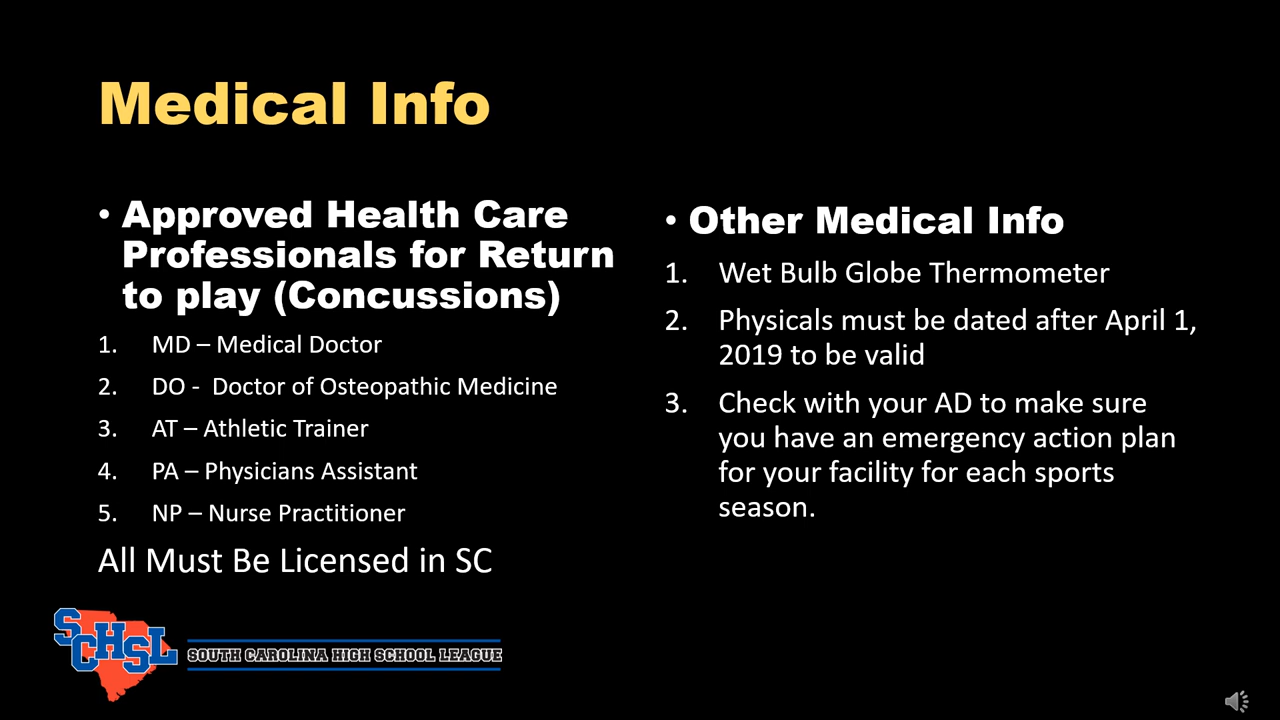 Medical Info
• Approved Health Care
Professionals for Return
to play (Concussions)
1. MD – Medical Doctor
2. DO - Doctor of Osteopathic Medicine
3. AT – Athletic Trainer
4. PA – Physicians Assistant
5. NP – Nurse Practitioner
All Must Be Licensed in SC
• Other Medical Info
1. Wet Bulb Globe Thermometer
2. Physicals must be dated after April 1,
2019 to be valid
3. Check with your AD to make sure
you have an emergency action plan
for your facility for each sports
season.
SCHSL
SOUTH CAROLINA HIGH SCHOOL LEAGUE